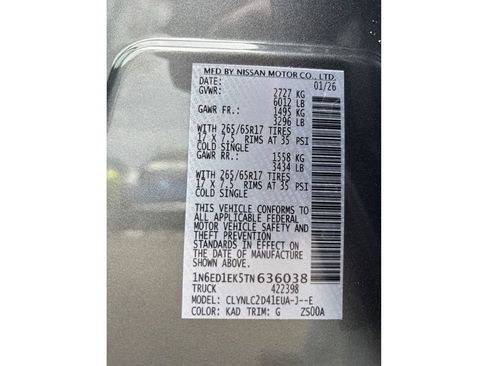 MFD BY NISSAN MOTOR CO., LTD.
DATE: 01/26
GVWR: 2727 KG
6012 LB
GAWR FR.: 1495 KG
3296 LB
WITH 265/65R17 TIRES
17 X 7.5 RIMS AT 35 PSI
COLD SINGLE
GAWR RR.: 1558 KG
3434 LB
WITH 265/65R17 TIRES
17 X 7.5 RIMS AT 35 PSI
COLD SINGLE
THIS VEHICLE CONFORMS TO
ALL APPLICABLE FEDERAL
MOTOR VEHICLE SAFETY AND
THEFT PREVENTION
STANDARDS IN EFFECT ON
THE DATE OF MANUFACTURE
SHOWN ABOVE.
1N6ED1EK5TN636038
TRUCK 422398
MODEL: CLYNLC2D41EUA-J--E
COLOR: KAD TRIM: G ZS00A